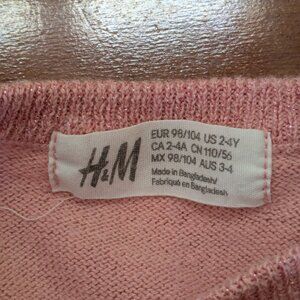 H&M
EUR 98/104 US 2-4Y
CA 2-4A CN 110/56
MX 98/104 AUS 3-4
Made in Bangladesh/
Fabriqué en Bangladesh